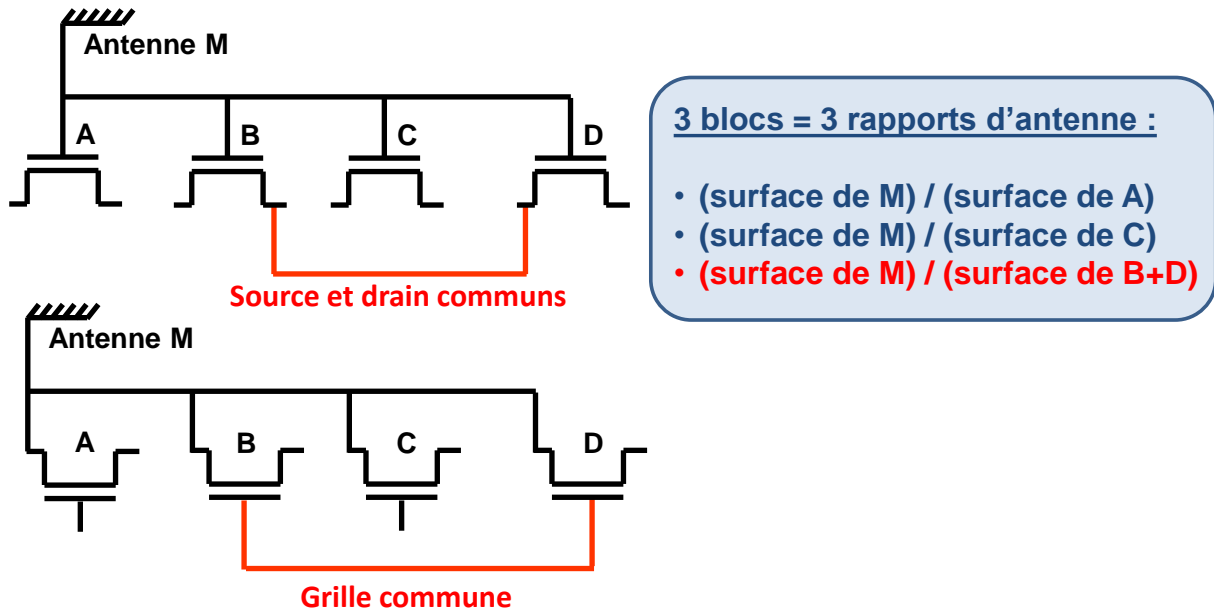 Antenne M
A
B
C
D
Source et drain communs
3 blocs = 3 rapports d'antenne :
• (surface de M) / (surface de A)
• (surface de M) / (surface de C)
• (surface de M) / (surface de B+D)
Antenne M
A
B
C
D
Grille commune